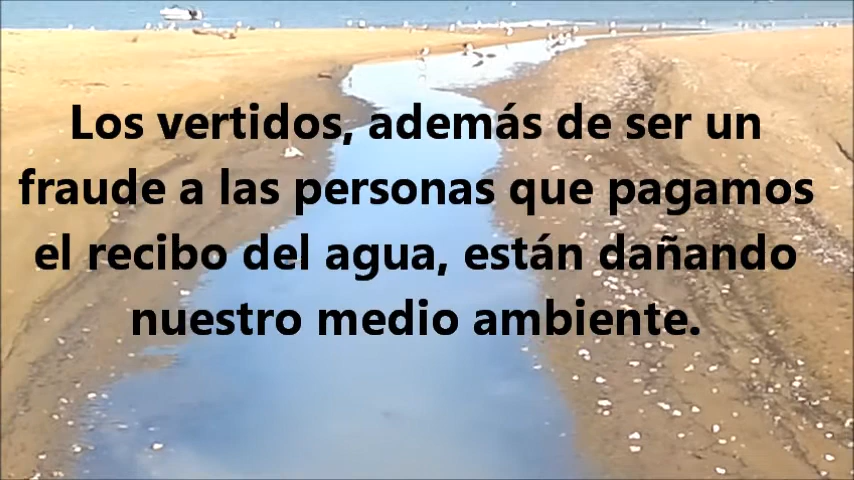 Los vertidos, además de ser un
fraude a las personas que pagamos
el recibo del agua, están dañando
nuestro medio ambiente.